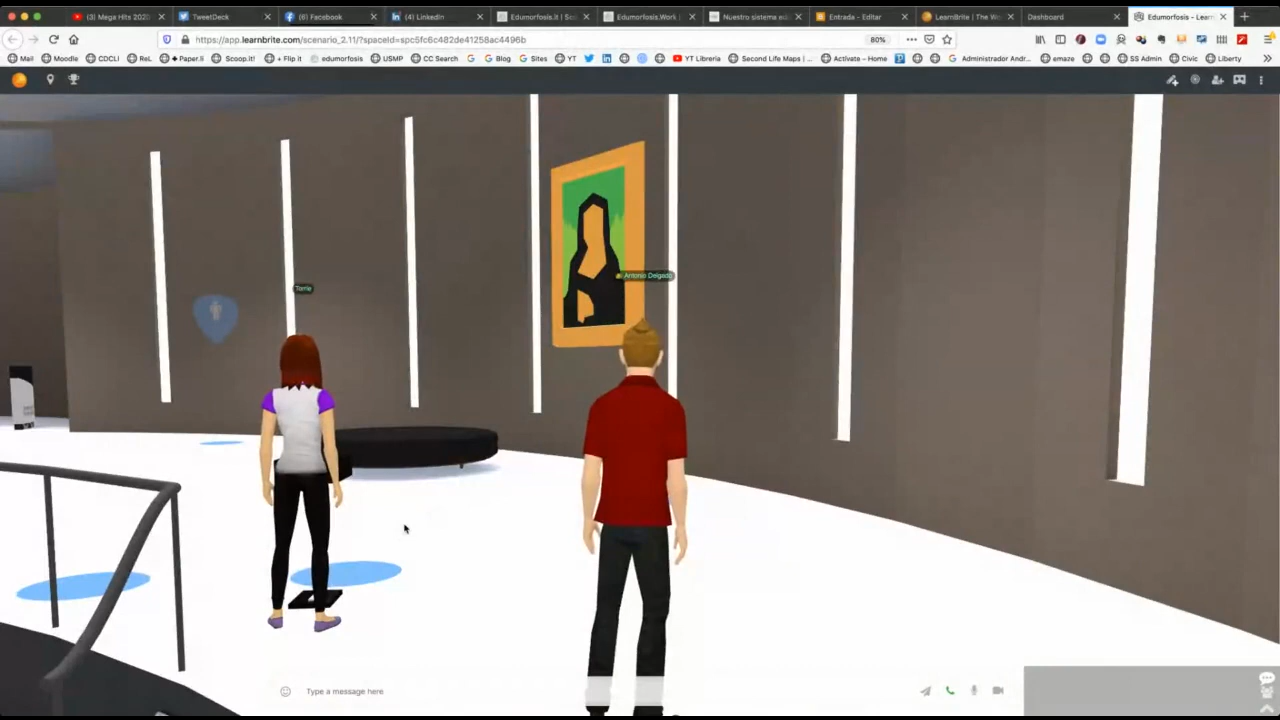 (3) Mega Hits 2020
TweetDeck
(6) Facebook
(4) LinkedIn
Edumorfosis.it | Sc
Edumorfosis.Work |
Nuestro sistema edu
Entrada - Editar
LearnBrite | The Wo
Dashboard
Edumorfosis - Learn
https://app.learnbrite.com/scenario_2.11/?spaceId=spc5fc6c482de41258ac4496b
80%
Mail
Moodle
CDCLI
ReL
Paper.li
Scoop.it!
+ Flip it
edumorfosis
USMP
CC Search
Blog
Sites
YT
YT Libreria
Second Life Maps | ...
Activate – Home
Administrador Andr...
emaze
SS Admin
Civic
Liberty
Antonio Delgado
Torrie
Type a message here